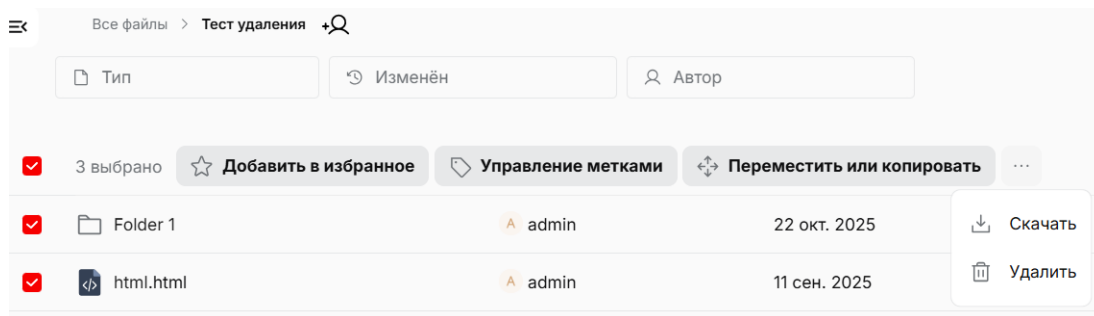 Все файлы > Тест удаления
Тип Изменён Автор
3 выбрано Добавить в избранное Управление метками Переместить или копировать ...
Folder 1 A admin 22 окт. 2025 Скачать
html.html A admin 11 сен. 2025 Удалить